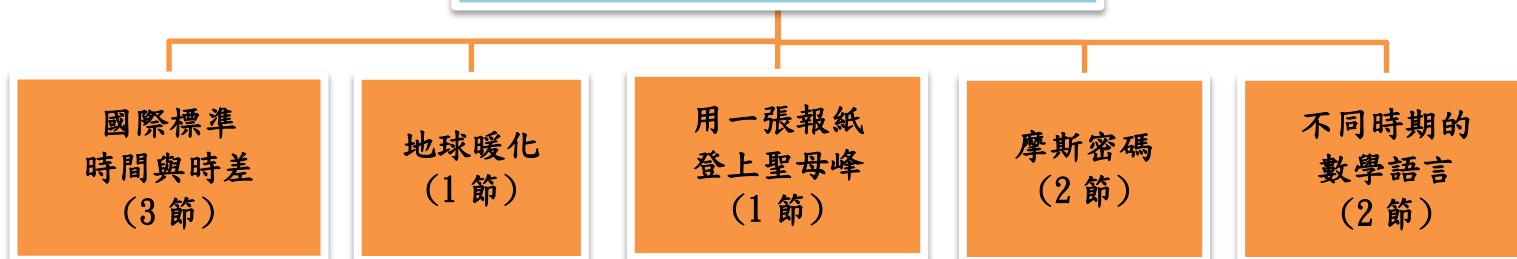 國際標準
時間與時差
(3 節)
地球暖化
(1 節)
用一張報紙
登上聖母峰
(1 節)
摩斯密碼
(2 節)
不同時期的
數學語言
(2 節)